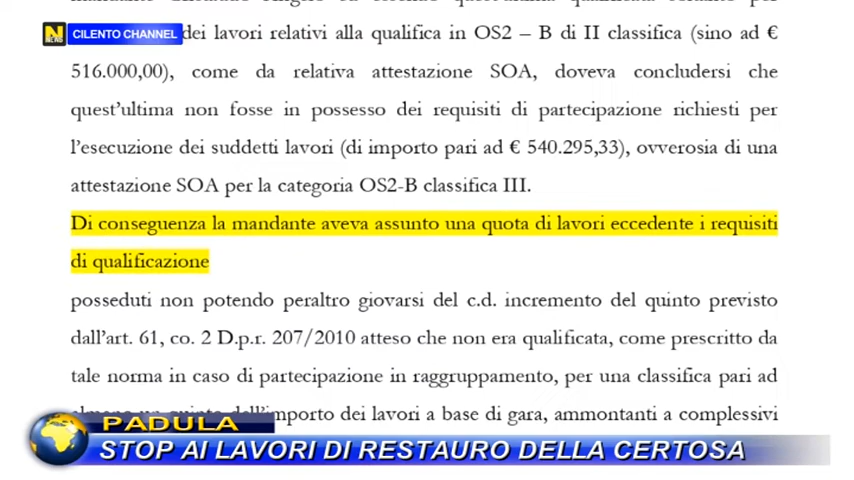 CILENTO CHANNEL
dei lavori relativi alla qualifica in OS2 – B di II classifica (sino ad €
516.000,00), come da relativa attestazione SOA, doveva concludersi che
quest'ultima non fosse in possesso dei requisiti di partecipazione richiesti per
l'esecuzione dei suddetti lavori (di importo pari ad € 540.295,33), ovverosia di una
attestazione SOA per la categoria OS2-B classifica III.
Di conseguenza la mandante aveva assunto una quota di lavori eccedente i requisiti
di qualificazione
posseduti non potendo peraltro giovarsi del c.d. incremento del quinto previsto
dall'art. 61, co. 2 D.p.r. 207/2010 atteso che non era qualificata, come prescritto da
tale norma in caso di partecipazione in raggruppamento, per una classifica pari ad
dell'importo dei lavori a base di gara, ammontanti a complessivi
PADULA
STOP AI LAVORI DI RESTAURO DELLA CERTOSA